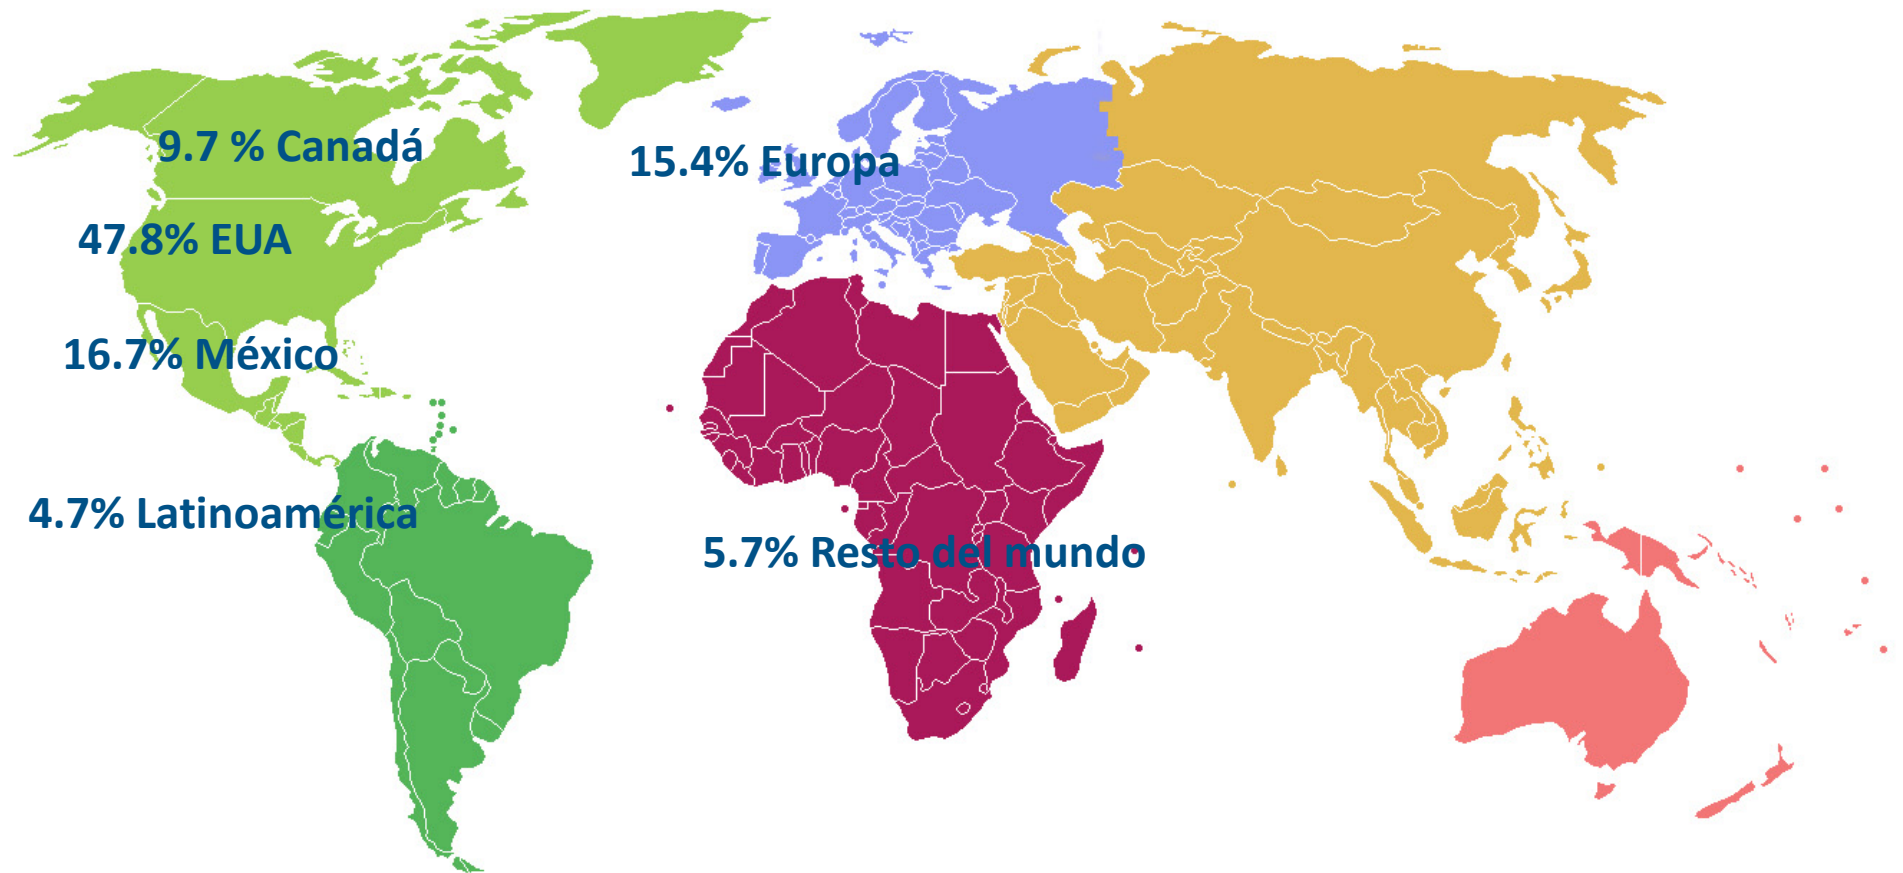 9.7 % Canadá
15.4% Europa
47.8% EUA
16.7% México
4.7% Latinoamérica
5.7% Resto del mundo